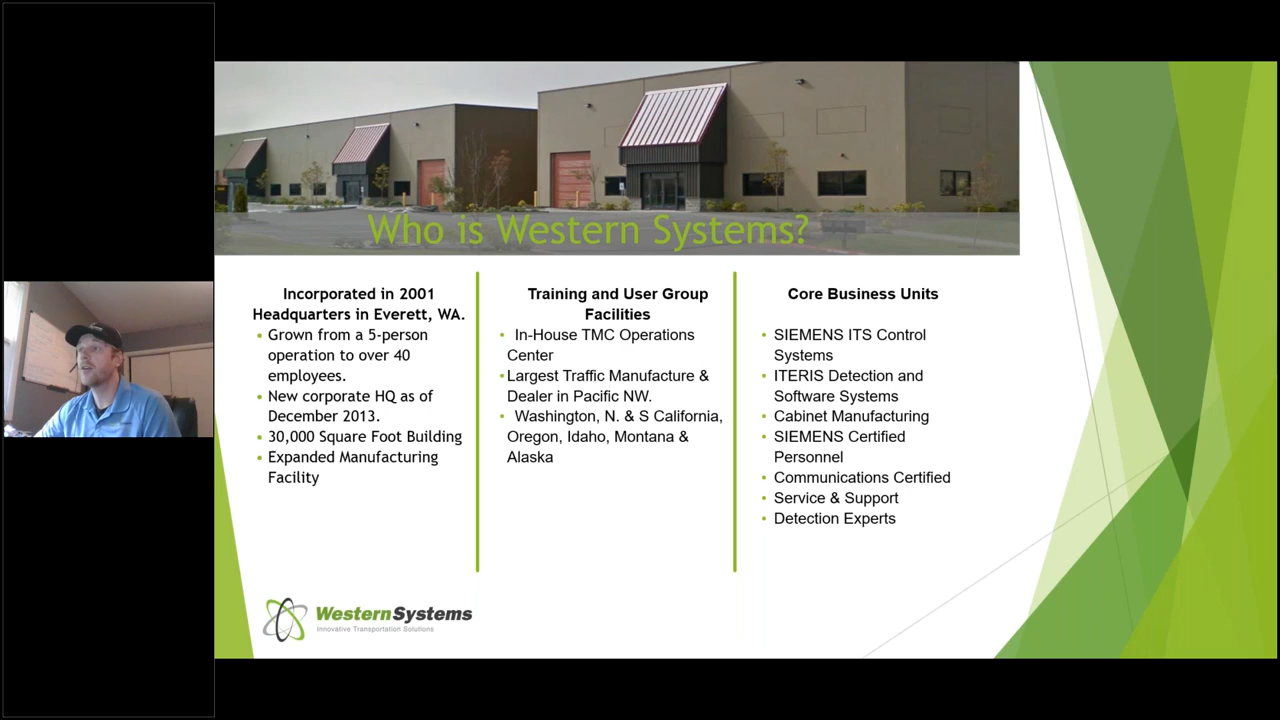 Who is Western Systems?
Incorporated in 2001
Headquarters in Everett, WA.
• Grown from a 5-person
operation to over 40
employees.
• New corporate HQ as of
December 2013.
• 30,000 Square Foot Building
• Expanded Manufacturing
Facility
Training and User Group
Facilities
• In-House TMC Operations
Center
• Largest Traffic Manufacture &
Dealer in Pacific NW.
• Washington, N. & S California,
Oregon, Idaho, Montana &
Alaska
Core Business Units
• SIEMENS ITS Control
Systems
• ITERIS Detection and
Software Systems
• Cabinet Manufacturing
• SIEMENS Certified
Personnel
• Communications Certified
• Service & Support
• Detection Experts
WesternSystems
Innovative Transportation Solutions